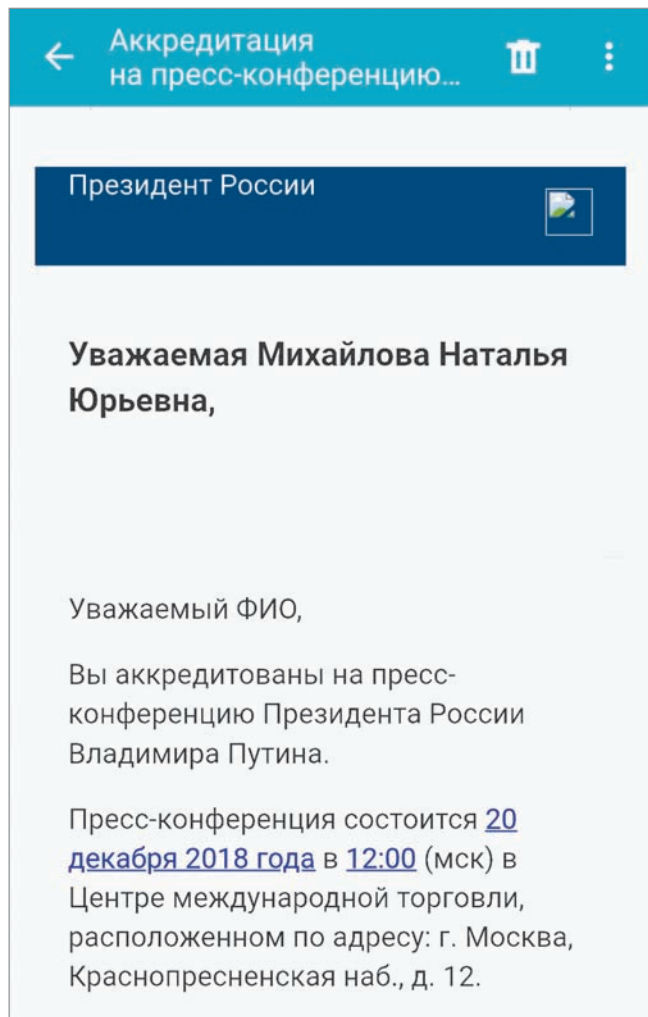 Аккредитация
на пресс-конференцию...
Президент России
Уважаемая Михайлова Наталья
Юрьевна,
Уважаемый ФИО,
Вы аккредитованы на пресс-
конференцию Президента России
Владимира Путина.
Пресс-конференция состоится 20
декабря 2018 года в 12:00 (мск) в
Центре международной торговли,
расположенном по адресу: г. Москва,
Краснопресненская наб., д. 12.